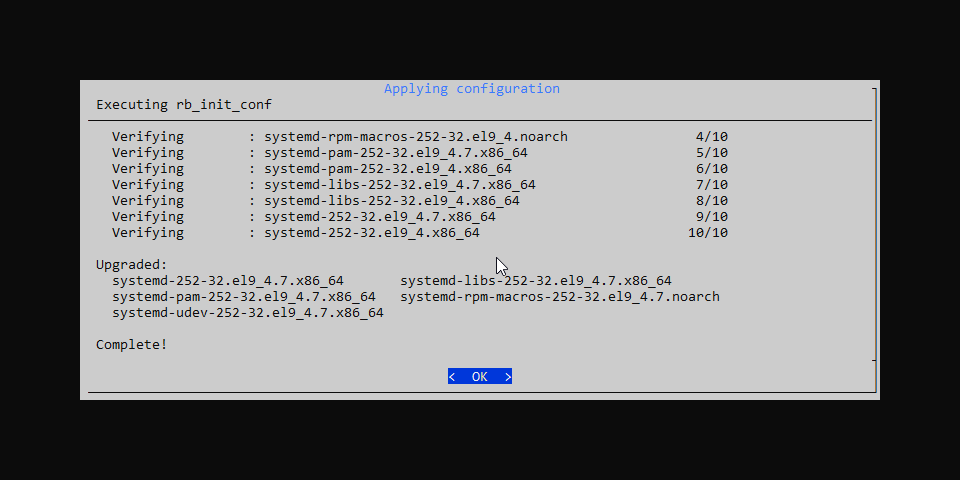 Applying configuration
Executing rb_init_conf
Verifying : systemd-rpm-macros-252-32.el9_4.noarch 4/10
Verifying : systemd-pam-252-32.el9_4.7.x86_64 5/10
Verifying : systemd-pam-252-32.el9_4.x86_64 6/10
Verifying : systemd-libs-252-32.el9_4.7.x86_64 7/10
Verifying : systemd-libs-252-32.el9_4.x86_64 8/10
Verifying : systemd-252-32.el9_4.7.x86_64 9/10
Verifying : systemd-252-32.el9_4.x86_64 10/10
Upgraded:
systemd-252-32.el9_4.7.x86_64 systemd-libs-252-32.el9_4.7.x86_64
systemd-pam-252-32.el9_4.7.x86_64 systemd-rpm-macros-252-32.el9_4.7.noarch
systemd-udev-252-32.el9_4.7.x86_64
Complete!
< OK >